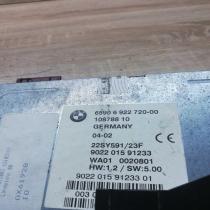 6590 6 922 720-00
108788 10
GERMANY
04-02
22SY591/23F
9022 015 91233
WA01 0020801
HW:1,2 / SW:5.00
9022 015 91233 01